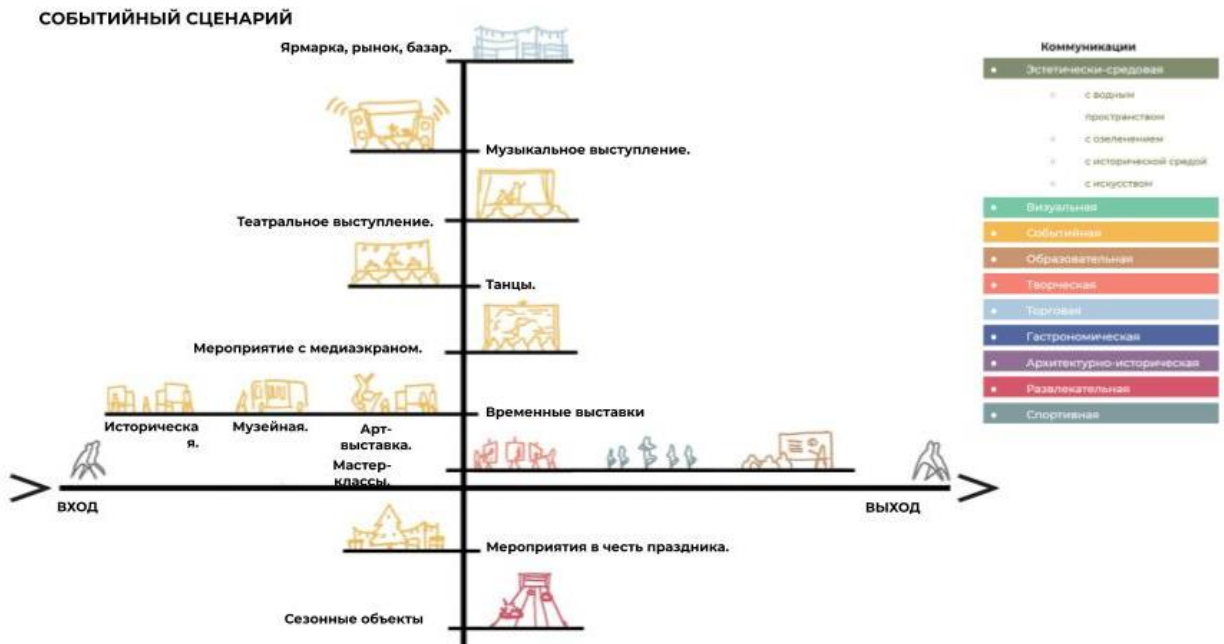 СОБЫТИЙНЫЙ СЦЕНАРИЙ
Ярмарка, рынок, базар.
Музыкальное выступление.
Театральное выступление.
Танцы.
Мероприятие с медиаэкраном.
Временные выставки
Историческа
я.
Музейная.
Арт-
выставка.
Мастер-
классы.
ВХОД
ВЫХОД
Мероприятия в честь праздника.
Сезонные объекты
Коммуникации
Эстетически-средовая
с водным
пространством
с озеленением
с исторической средой
с искусством
Визуальная
Событийная
Образовательная
Творческая
Торговая
Гастрономическая
Архитектурно-историческая
Развлекательная
Спортивная